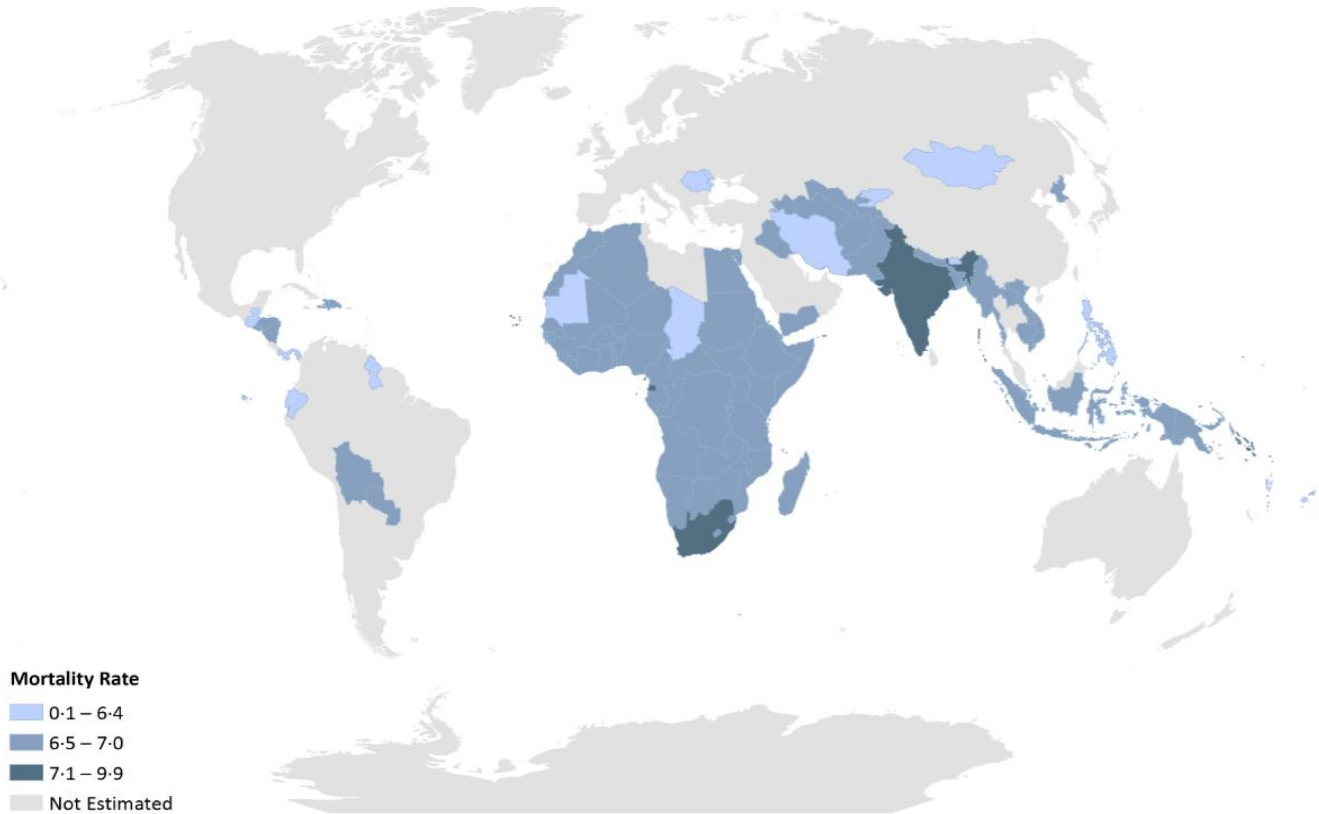 Mortality Rate
0·1 – 6·4
6·5 – 7·0
7·1 – 9·9
Not Estimated